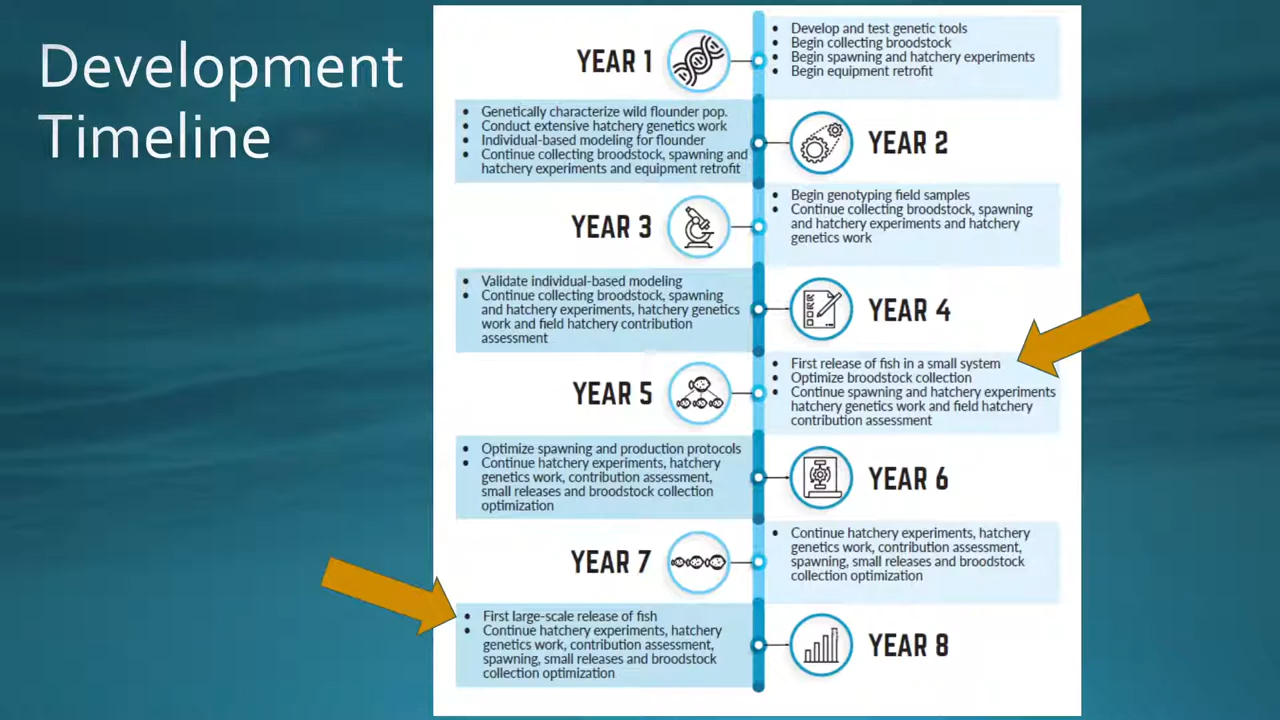 Development
Timeline
YEAR 1
• Develop and test genetic tools
• Begin collecting broodstock
• Begin spawning and hatchery experiments
• Begin equipment retrofit
• Genetically characterize wild flounder pop.
• Conduct extensive hatchery genetics work
• Individual-based modeling for flounder
• Continue collecting broodstock, spawning and
hatchery experiments and equipment retrofit
YEAR 2
YEAR 3
• Begin genotyping field samples
• Continue collecting broodstock, spawning
and hatchery experiments and hatchery
genetics work
• Validate individual-based modeling
• Continue collecting broodstock, spawning
and hatchery experiments, hatchery genetics
work and field hatchery contribution
assessment
YEAR 4
YEAR 5
• First release of fish in a small system
• Optimize broodstock collection
• Continue spawning and hatchery experiments
hatchery genetics work and field hatchery
contribution assessment
• Optimize spawning and production protocols
• Continue hatchery experiments, hatchery
genetics work, contribution assessment,
small releases and broodstock collection
optimization
YEAR 6
YEAR 7
• Continue hatchery experiments, hatchery
genetics work, contribution assessment,
spawning, small releases and broodstock
collection optimization
• First large-scale release of fish
• Continue hatchery experiments, hatchery
genetics work, contribution assessment,
spawning, small releases and broodstock
collection optimization
YEAR 8